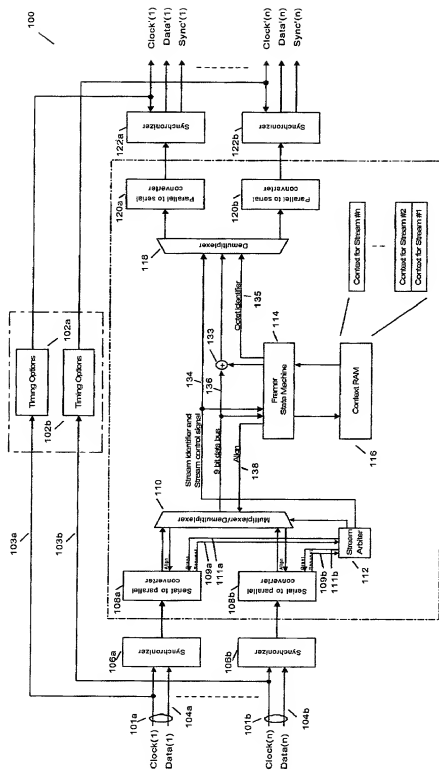 100
Clock'(1)
Data'(1)
Sync'(1)
Clock'(n)
Data'(n)
Sync'(n)
122a
Synchronizer
122b
Synchronizer
120a
Parallel to serial
converter
120b
Parallel to serial
converter
118
Demultiplexer
Timing Options
102a
Timing Options
102b
103a
103b
134
133
136
135
Octet identifier
Stream identifier and
Stream control signal
9 bit data bus
Align
138
114
Framer
State Machine
Context RAM
116
Context for Stream #n
Context for Stream #2
Context for Stream #1
110
Multiplexer/Demultiplexer
108a
Serial to parallel
converter
Align
109a
111a
108b
Serial to parallel
converter
Align
109b
111b
Stream
Arbiter
112
106a
Synchronizer
106b
Synchronizer
101a
104a
Clock(1)
Data(1)
101b
104b
Clock(n)
Data(n)